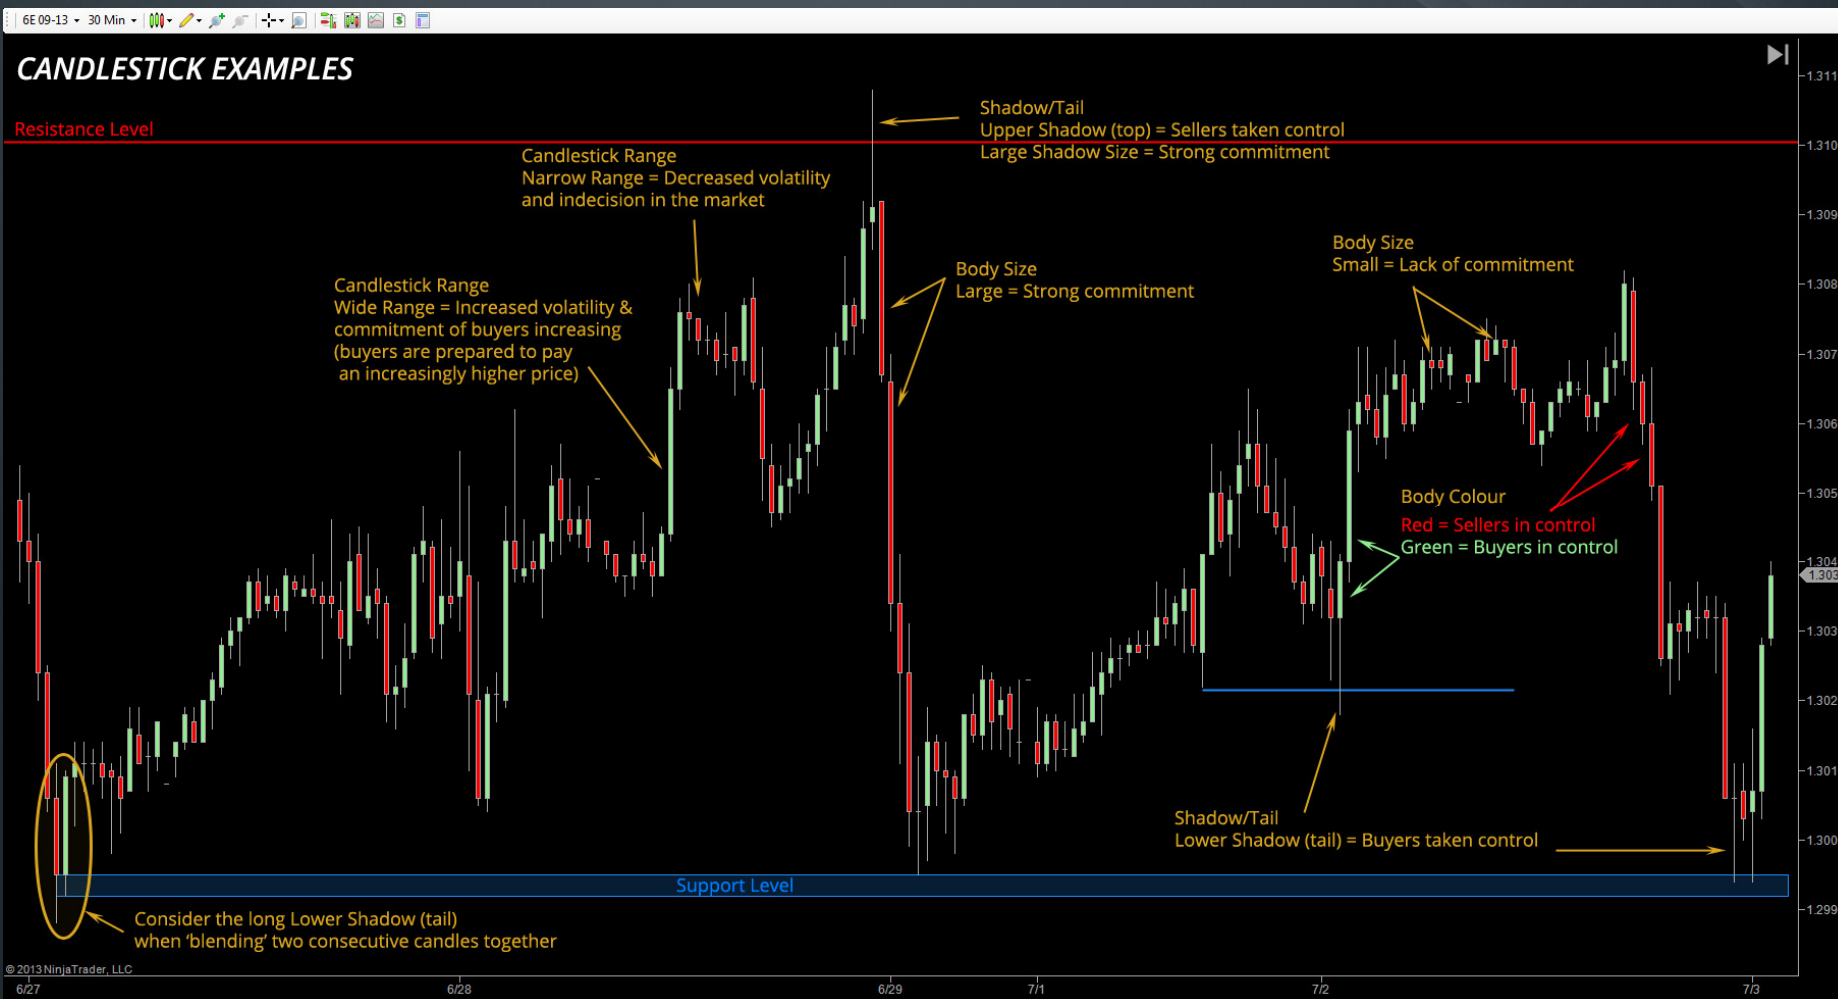 6E 09-13
30 Min
CANDLESTICK EXAMPLES
Resistance Level
Shadow/Tail
Upper Shadow (top) = Sellers taken control
Large Shadow Size = Strong commitment
Candlestick Range
Narrow Range = Decreased volatility
and indecision in the market
Candlestick Range
Wide Range = Increased volatility &
commitment of buyers increasing
(buyers are prepared to pay
an increasingly higher price)
Body Size
Large = Strong commitment
Body Size
Small = Lack of commitment
Body Colour
Red = Sellers in control
Green = Buyers in control
Shadow/Tail
Lower Shadow (tail) = Buyers taken control
Support Level
Consider the long Lower Shadow (tail)
when ‘blending’ two consecutive candles together
1.311
1.310
1.309
1.308
1.307
1.306
1.305
1.304
1.303
1.303
1.302
1.301
1.300
1.299
© 2013 NinjaTrader, LLC
6/27
6/28
6/29
7/1
7/2
7/3